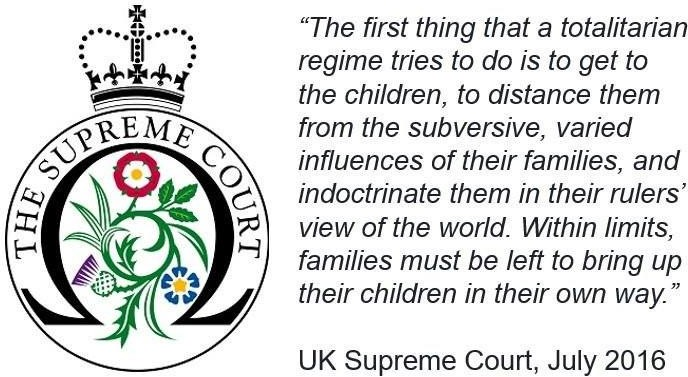 THE SUPREME COURT
“The first thing that a totalitarian
regime tries to do is to get to
the children, to distance them
from the subversive, varied
influences of their families, and
indoctrinate them in their rulers’
view of the world. Within limits,
families must be left to bring up
their children in their own way.”
UK Supreme Court, July 2016